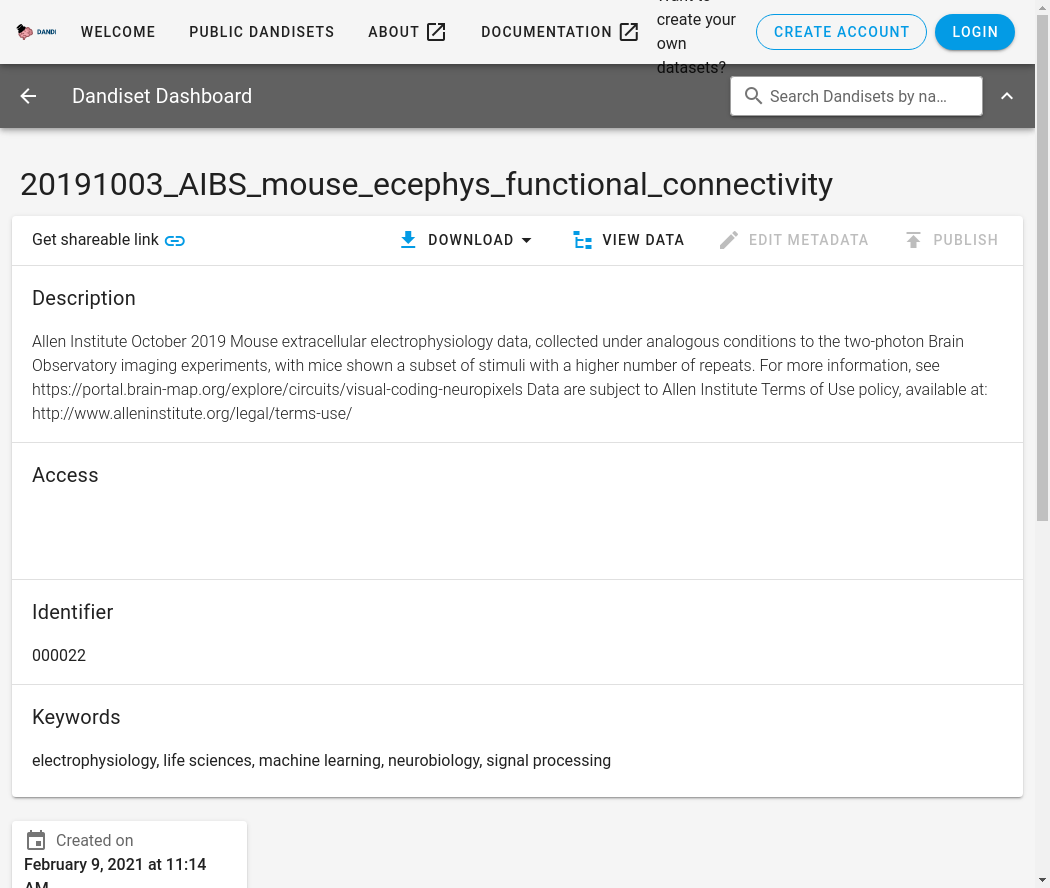 DANDI
WELCOME
PUBLIC DANDISETS
ABOUT
DOCUMENTATION
create your
own
datasets?
CREATE ACCOUNT
LOGIN
Dandiset Dashboard
Search Dandisets by na...
20191003_AIBS_mouse_ecephys_functional_connectivity
Get shareable link
DOWNLOAD
VIEW DATA
EDIT METADATA
PUBLISH
Description
Allen Institute October 2019 Mouse extracellular electrophysiology data, collected under analogous conditions to the two-photon Brain
Observatory imaging experiments, with mice shown a subset of stimuli with a higher number of repeats. For more information, see
https://portal.brain-map.org/explore/circuits/visual-coding-neuropixels Data are subject to Allen Institute Terms of Use policy, available at:
http://www.alleninstitute.org/legal/terms-use/
Access
Identifier
000022
Keywords
electrophysiology, life sciences, machine learning, neurobiology, signal processing
Created on
February 9, 2021 at 11:14
AM